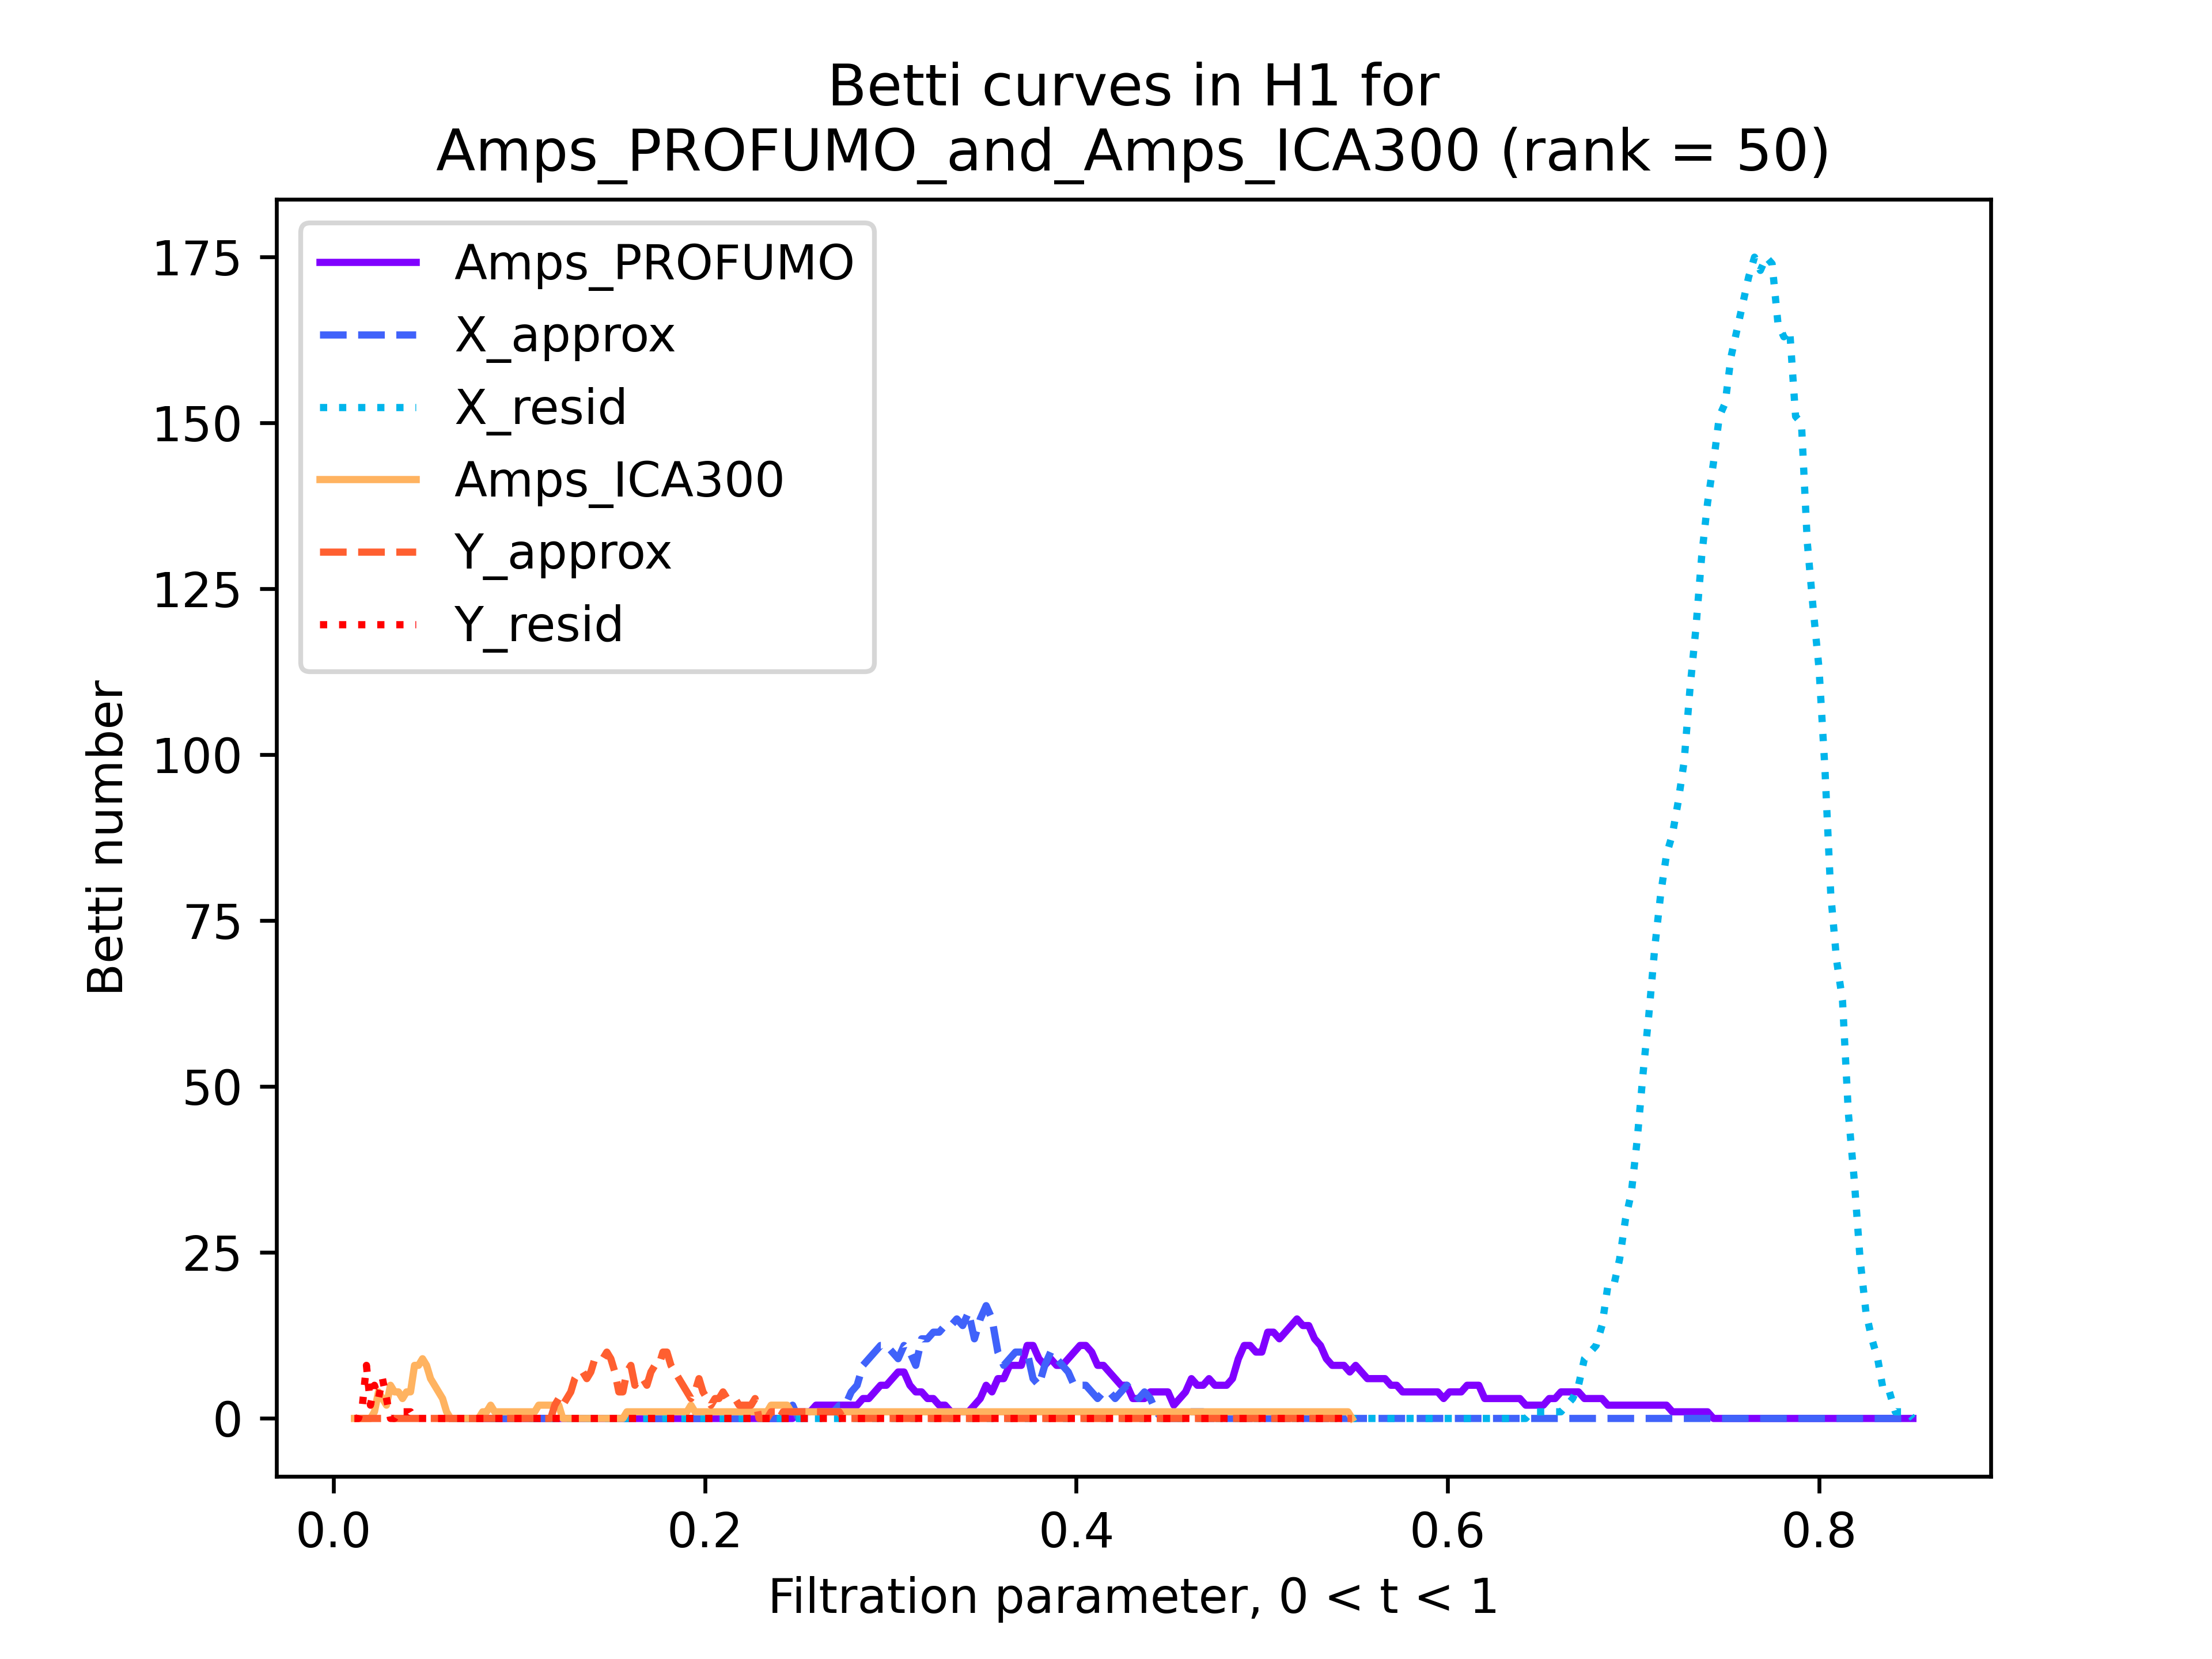 Betti curves in H1 for
Amps_PROFUMO_and_Amps_ICA300 (rank = 50)
Amps_PROFUMO
X_approx
X_resid
Amps_ICA300
Y_approx
Y_resid
175
150
125
100
75
50
25
0
Betti number
0.0 0.2 0.4 0.6 0.8
Filtration parameter, 0 < t < 1